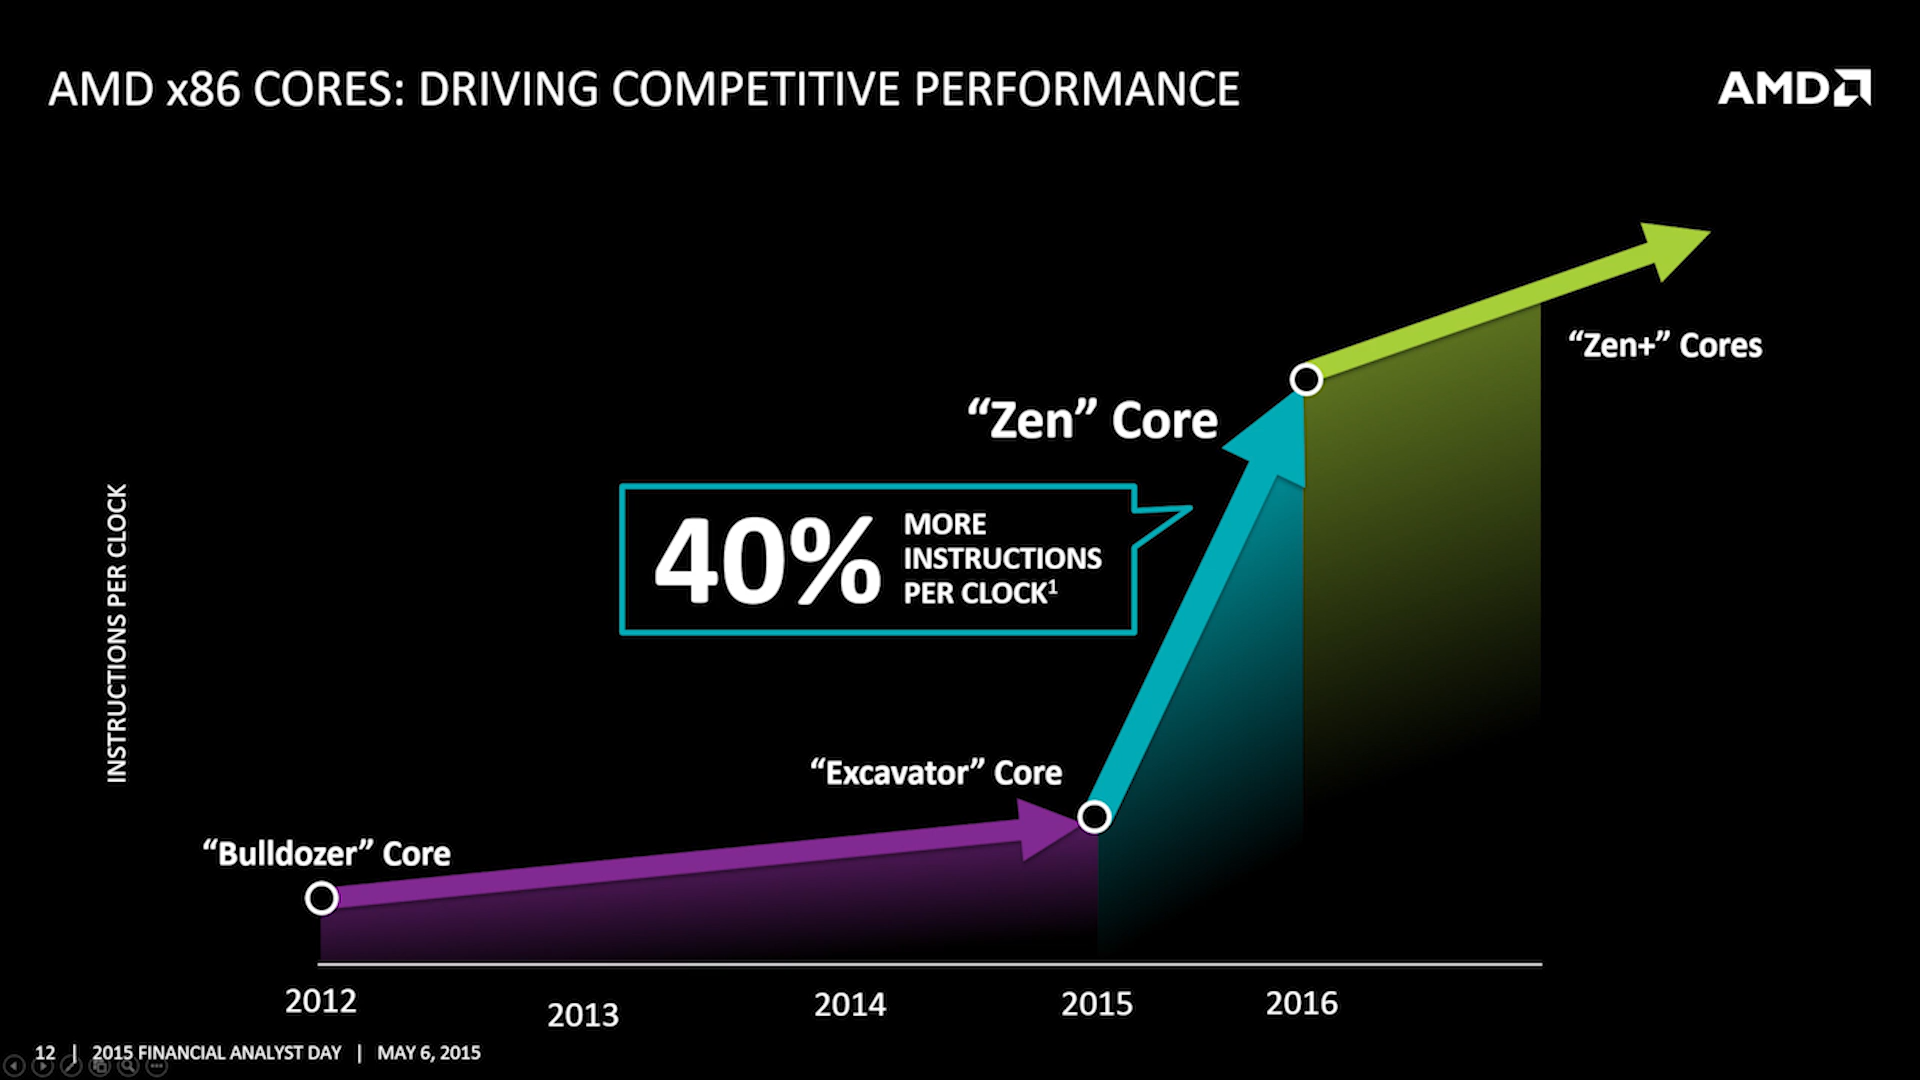 AMD x86 CORES: DRIVING COMPETITIVE PERFORMANCE
AMD
“Zen+” Cores
“Zen” Core
40%
MORE
INSTRUCTIONS
PER CLOCK¹
INSTRUCTIONS PER CLOCK
“Excavator” Core
“Bulldozer” Core
2012
2013
2014
2015
2016
12 | 2015 FINANCIAL ANALYST DAY | MAY 6, 2015